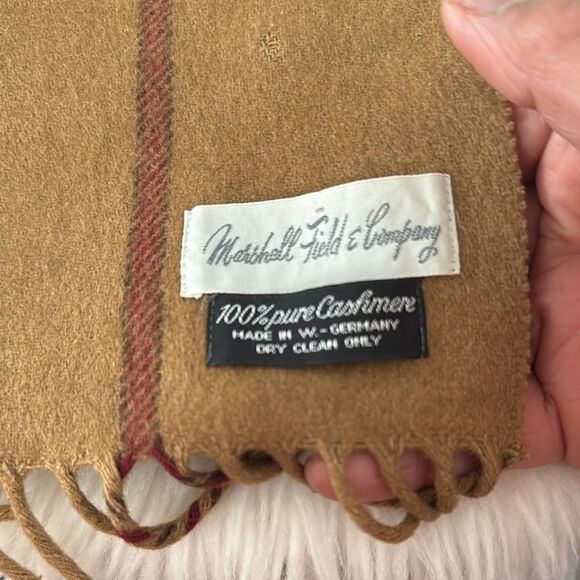 Marshall Field & Company
100% pure Cashmere
MADE IN W.-GERMANY
DRY CLEAN ONLY